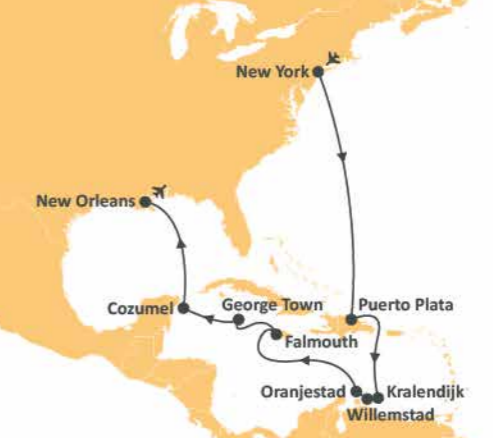 New York
New Orleans
Cozumel
George Town
Puerto Plata
Falmouth
Oranjestad
Kralendijk
Willemstad